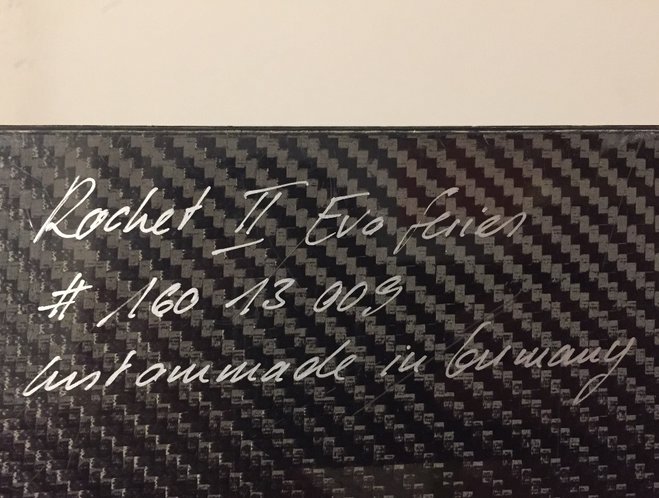 Rocket II Evo Series
# 160 13 009
custommade in Germany